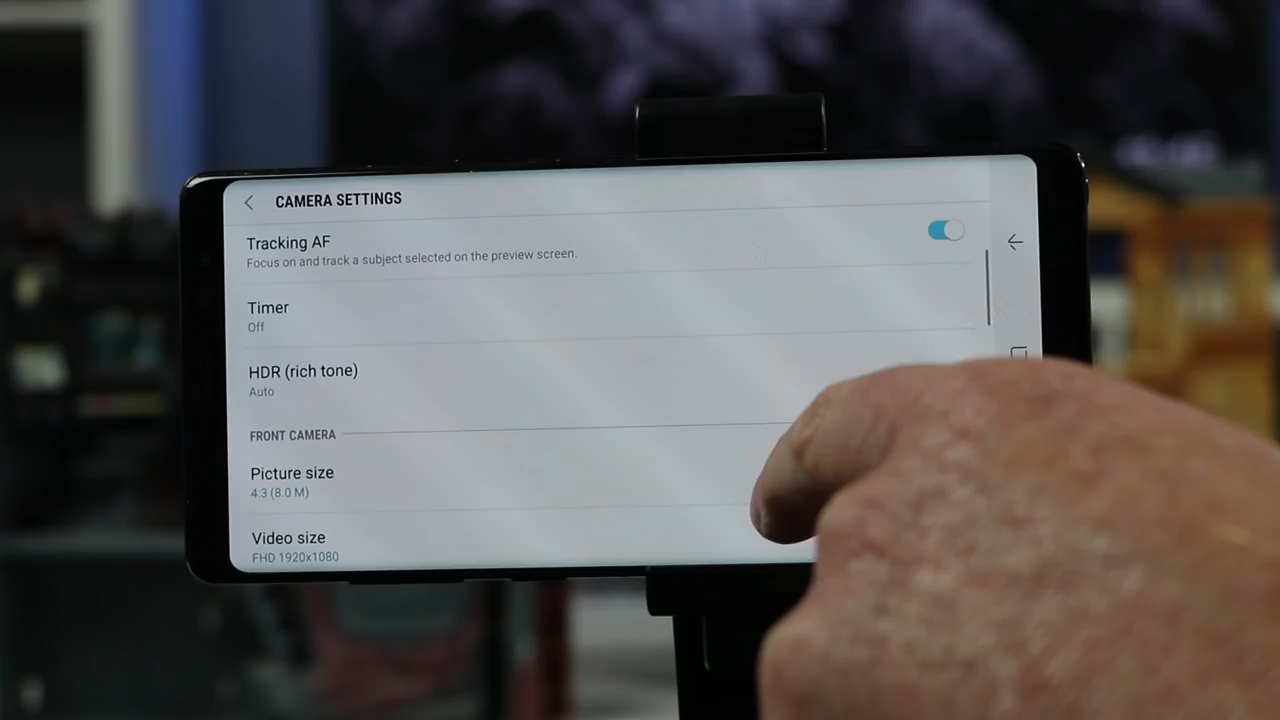 CAMERA SETTINGS
Tracking AF
Focus on and track a subject selected on the preview screen.
Timer
Off
HDR (rich tone)
Auto
FRONT CAMERA
Picture size
4:3 (8.0 M)
Video size
FHD 1920x1080